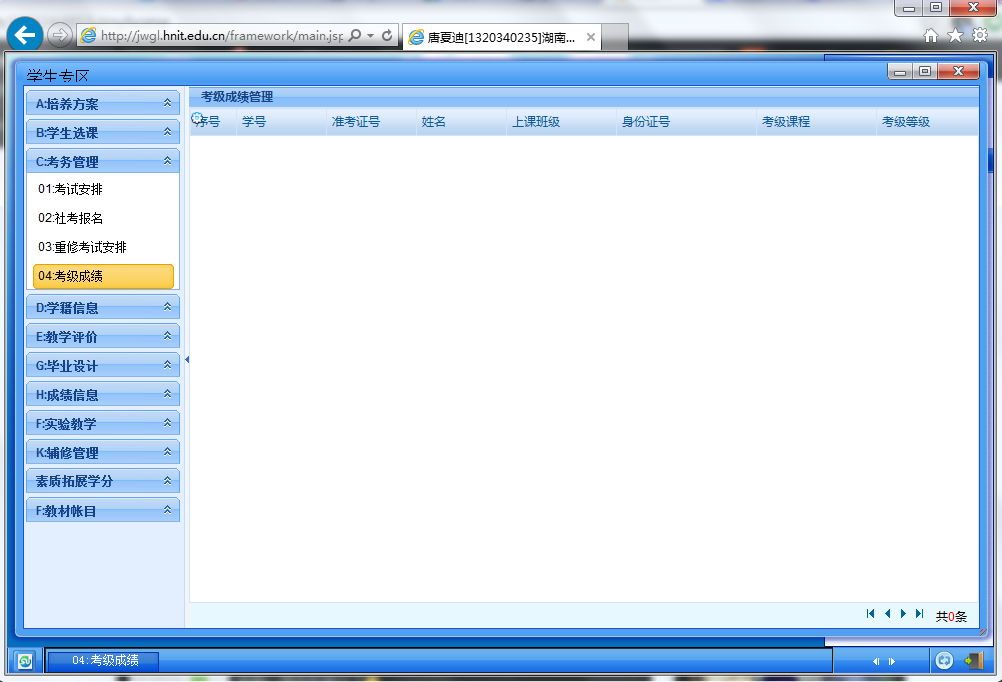 http://jwgl.hnit.edu.cn/framework/main.jsp
唐夏迪[1320340235]湖南...
学生专区
A:培养方案
B:学生选课
C:考务管理
01:考试安排
02:社考报名
03:重修考试安排
04:考级成绩
D:学籍信息
E:教学评价
G:毕业设计
H:成绩信息
F:实验教学
K:辅修管理
素质拓展学分
F:教材帐目
考级成绩管理
序号 学号 准考证号 姓名 上课班级 身份证号 考级课程 考级等级
共0条
04:考级成绩